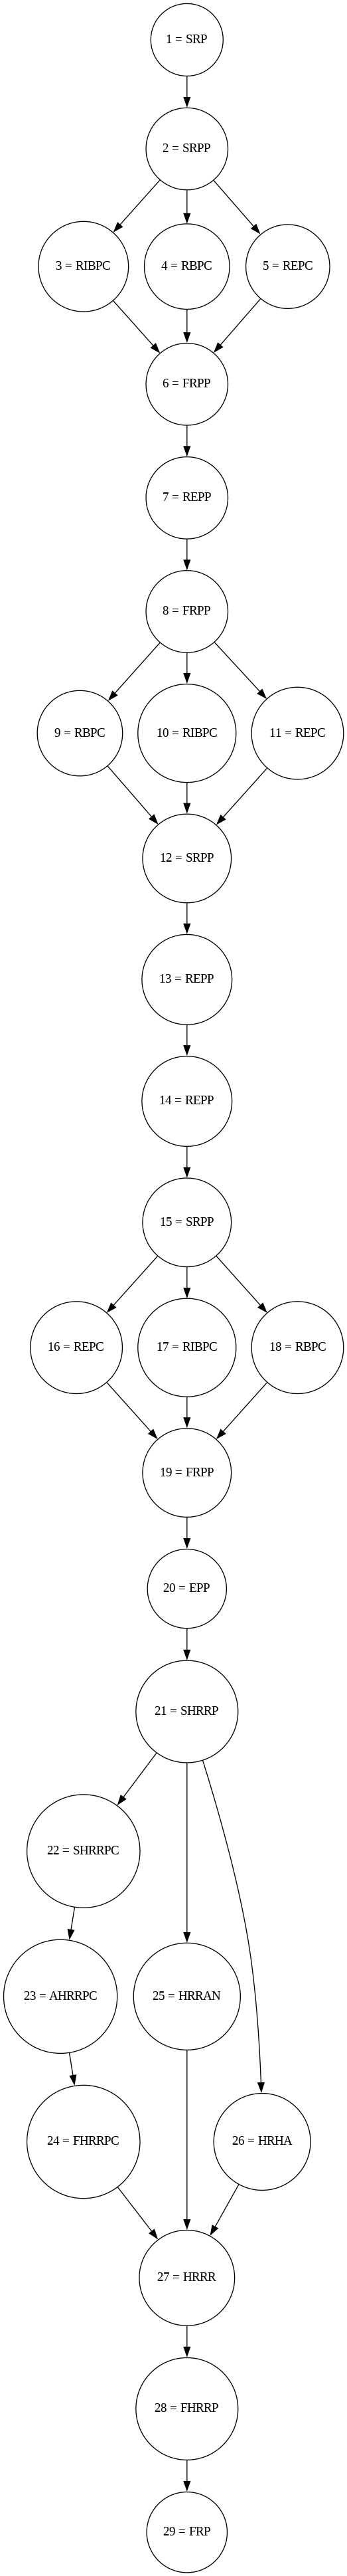 1 = SRP
2 = SRPP
3 = RIBPC
4 = RBPC
5 = REPC
6 = FRPP
7 = REPP
8 = FRPP
9 = RBPC
10 = RIBPC
11 = REPC
12 = SRPP
13 = REPP
14 = REPP
15 = SRPP
16 = REPC
17 = RIBPC
18 = RBPC
19 = FRPP
20 = EPP
21 = SHRRP
22 = SHRRPC
23 = AHRRPC
25 = HRRAN
24 = FHRRPC
26 = HRHA
27 = HRRR
28 = FHRRP
29 = FRP